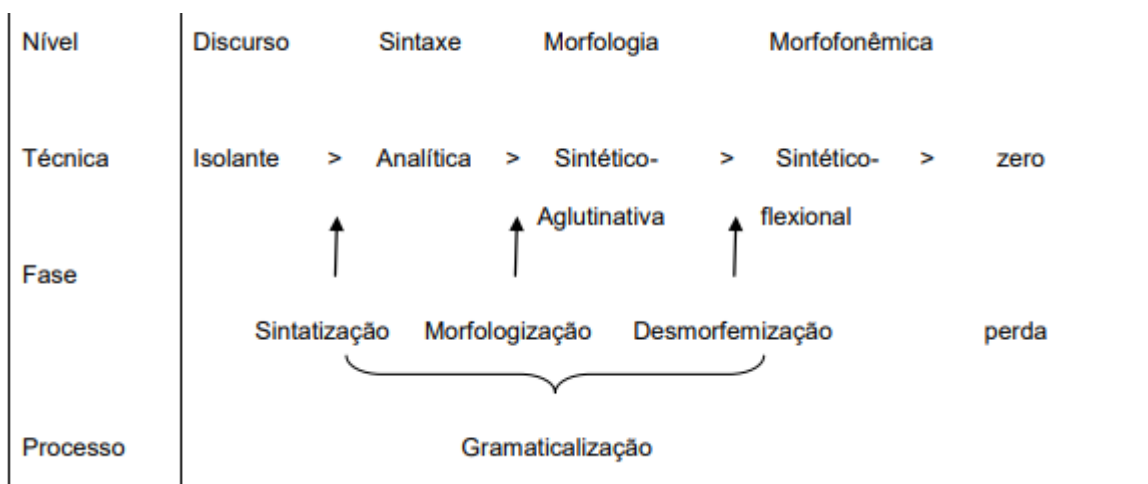 Nível Discurso Sintaxe Morfologia Morfofonêmica
Técnica Isolante > Analítica > Sintético- > Sintético- > zero
Aglutinativa flexional
Fase
Sintatização Morfologização Desmorfemização perda
Processo Gramaticalização